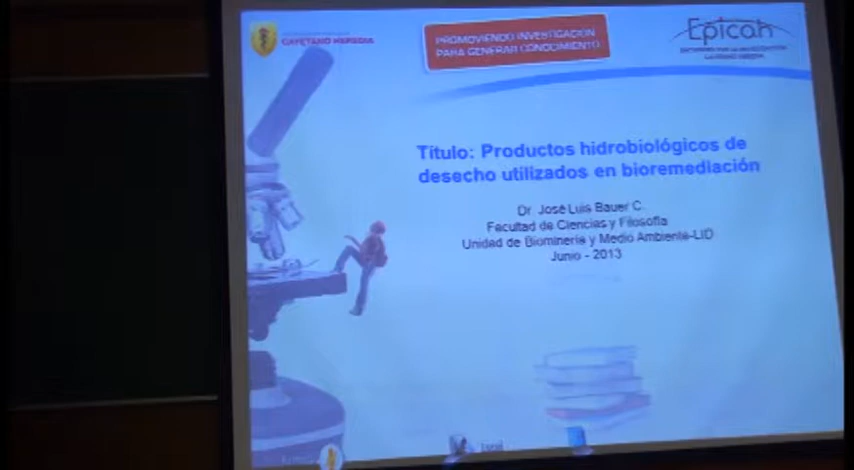 CAYETANO HEREDIA
PROMOVIENDO INVESTIGACIÓN
PARA GENERAR CONOCIMIENTO
Epicah
Título: Productos hidrobiológicos de
desecho utilizados en bioremediación
Dr. José Luis Bauer C.
Facultad de Ciencias y Filosofía
Unidad de Biominería y Medio Ambiente-LID
Junio - 2013